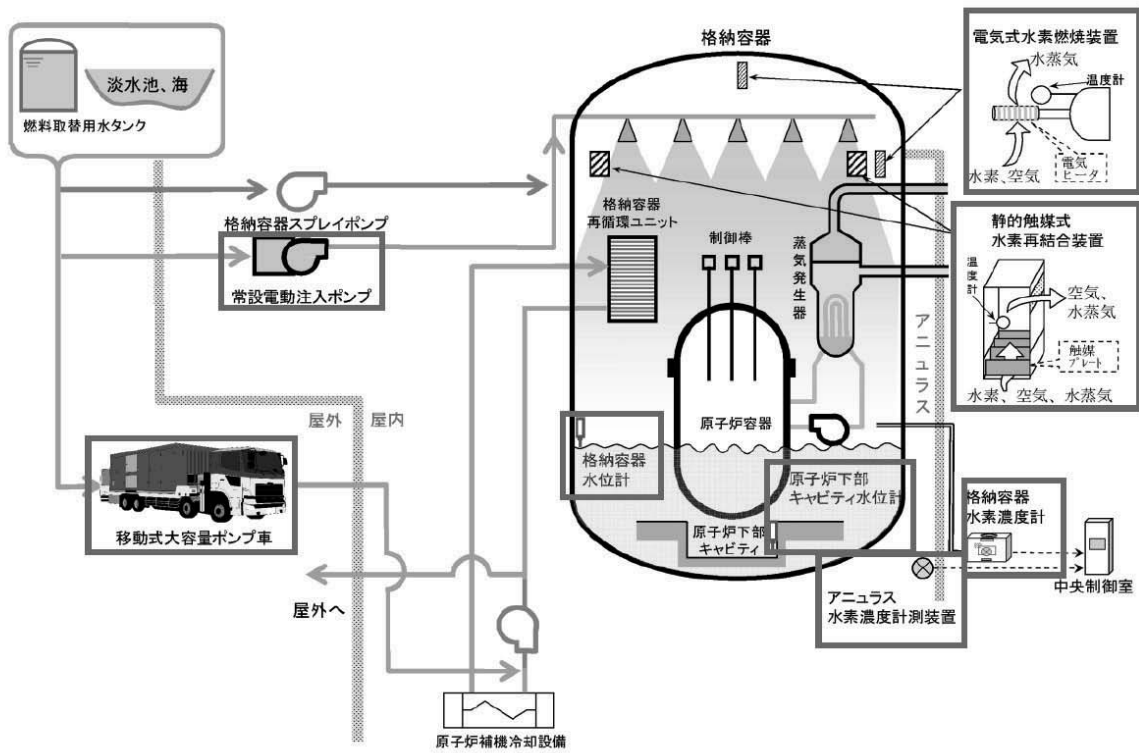 淡水池、海
燃料取替用水タンク
格納容器スプレイポンプ
常設電動注入ポンプ
屋外
屋内
移動式大容量ポンプ車
屋外へ
原子炉補機冷却設備
格納容器
格納容器
再循環ユニット
制御棒
蒸気発生器
原子炉容器
格納容器
水位計
原子炉下部
キャビティ水位計
原子炉下部
キャビティ
アニュラス
電気式水素燃焼装置
水蒸気
温度計
水素、空気
電気
ヒータ
静的触媒式
水素再結合装置
温度計
空気、
水蒸気
触媒
プレート
水素、空気、水蒸気
格納容器
水素濃度計
中央制御室
アニュラス
水素濃度計測装置